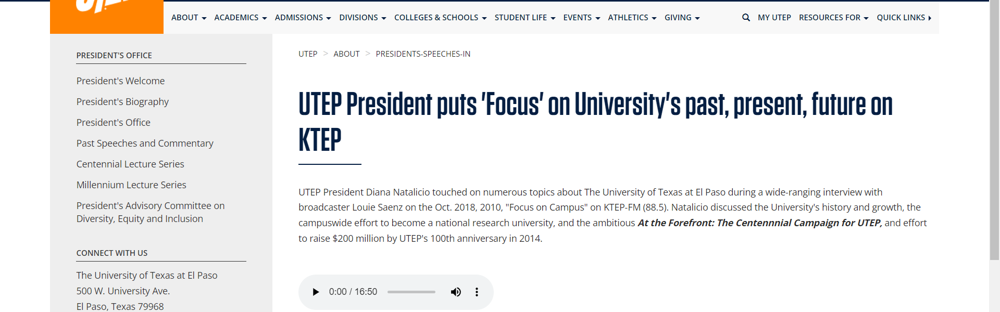 ABOUT ACADEMICS ADMISSIONS DIVISIONS COLLEGES & SCHOOLS STUDENT LIFE EVENTS ATHLETICS GIVING MY UTEP RESOURCES FOR QUICK LINKS
PRESIDENT'S OFFICE
President's Welcome
President's Biography
President's Office
Past Speeches and Commentary
Centennial Lecture Series
Millennium Lecture Series
President's Advisory Committee on
Diversity, Equity and Inclusion
CONNECT WITH US
The University of Texas at El Paso
500 W. University Ave.
El Paso, Texas 79968
UTEP > ABOUT > PRESIDENTS-SPEECHES-IN
UTEP President puts 'Focus' on University's past, present, future on
KTEP
UTEP President Diana Natalicio touched on numerous topics about The University of Texas at El Paso during a wide-ranging interview with
broadcaster Louie Saenz on the Oct. 2018, 2010, "Focus on Campus" on KTEP-FM (88.5). Natalicio discussed the University's history and growth, the
campuswide effort to become a national research university, and the ambitious At the Forefront: The Centennnial Campaign for UTEP, and effort
to raise $200 million by UTEP's 100th anniversary in 2014.
0:00 / 16:50